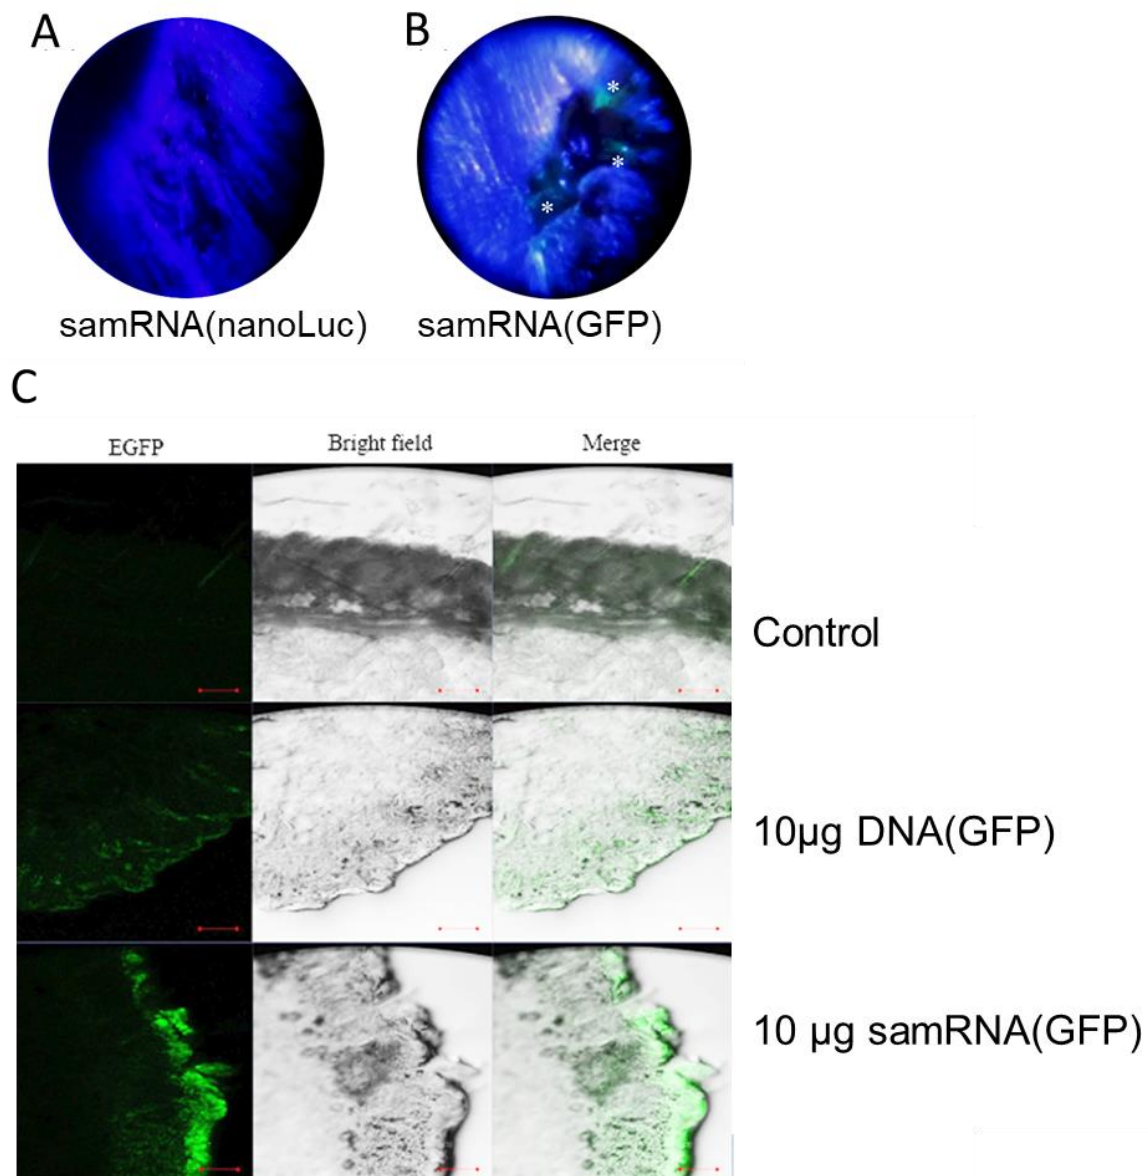 A
B
*
*
*
samRNA(nanoLuc)
samRNA(GFP)
C
EGFP
Bright field
Merge
Control
10μg DNA(GFP)
10 μg samRNA(GFP)